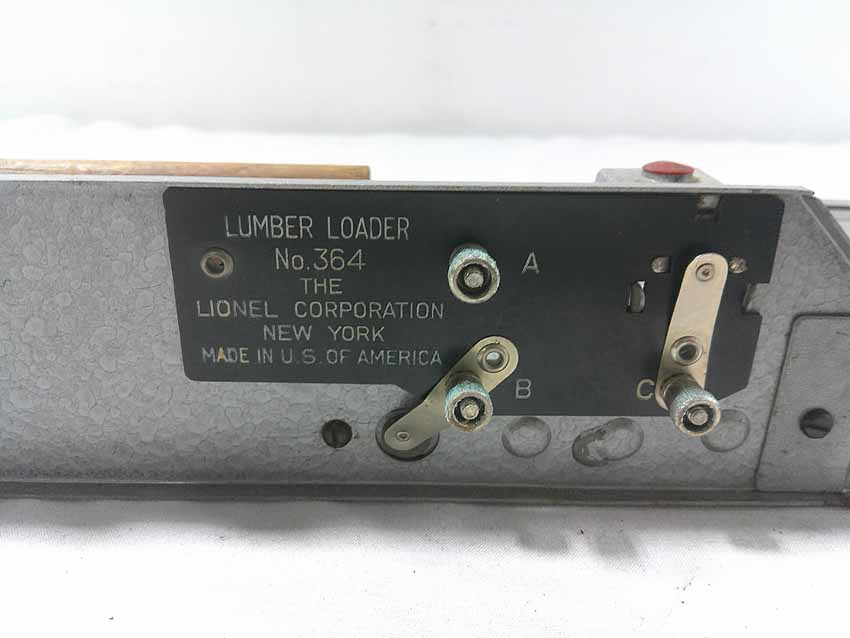 LUMBER LOADER
No. 364
THE
LIONEL CORPORATION
NEW YORK
MADE IN U.S. OF AMERICA
A
B
C